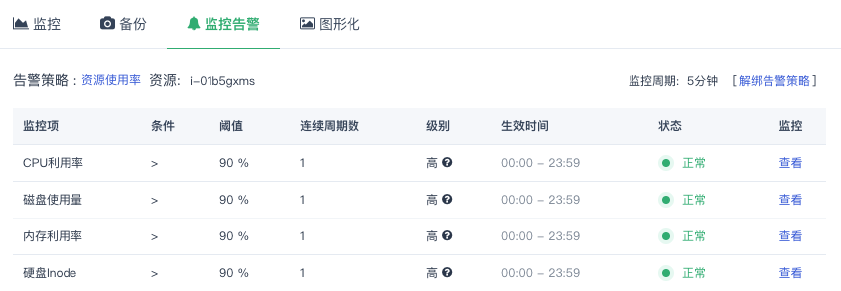 监控 备份 监控告警 图形化
告警策略 : 资源使用率 资源: i-01b5gxms 监控周期: 5分钟 [解绑告警策略]
监控项 条件 阈值 连续周期数 级别 生效时间 状态 监控
CPU利用率 > 90 % 1 高 00:00 - 23:59 正常 查看
磁盘使用量 > 90 % 1 高 00:00 - 23:59 正常 查看
内存利用率 > 90 % 1 高 00:00 - 23:59 正常 查看
硬盘Inode > 90 % 1 高 00:00 - 23:59 正常 查看